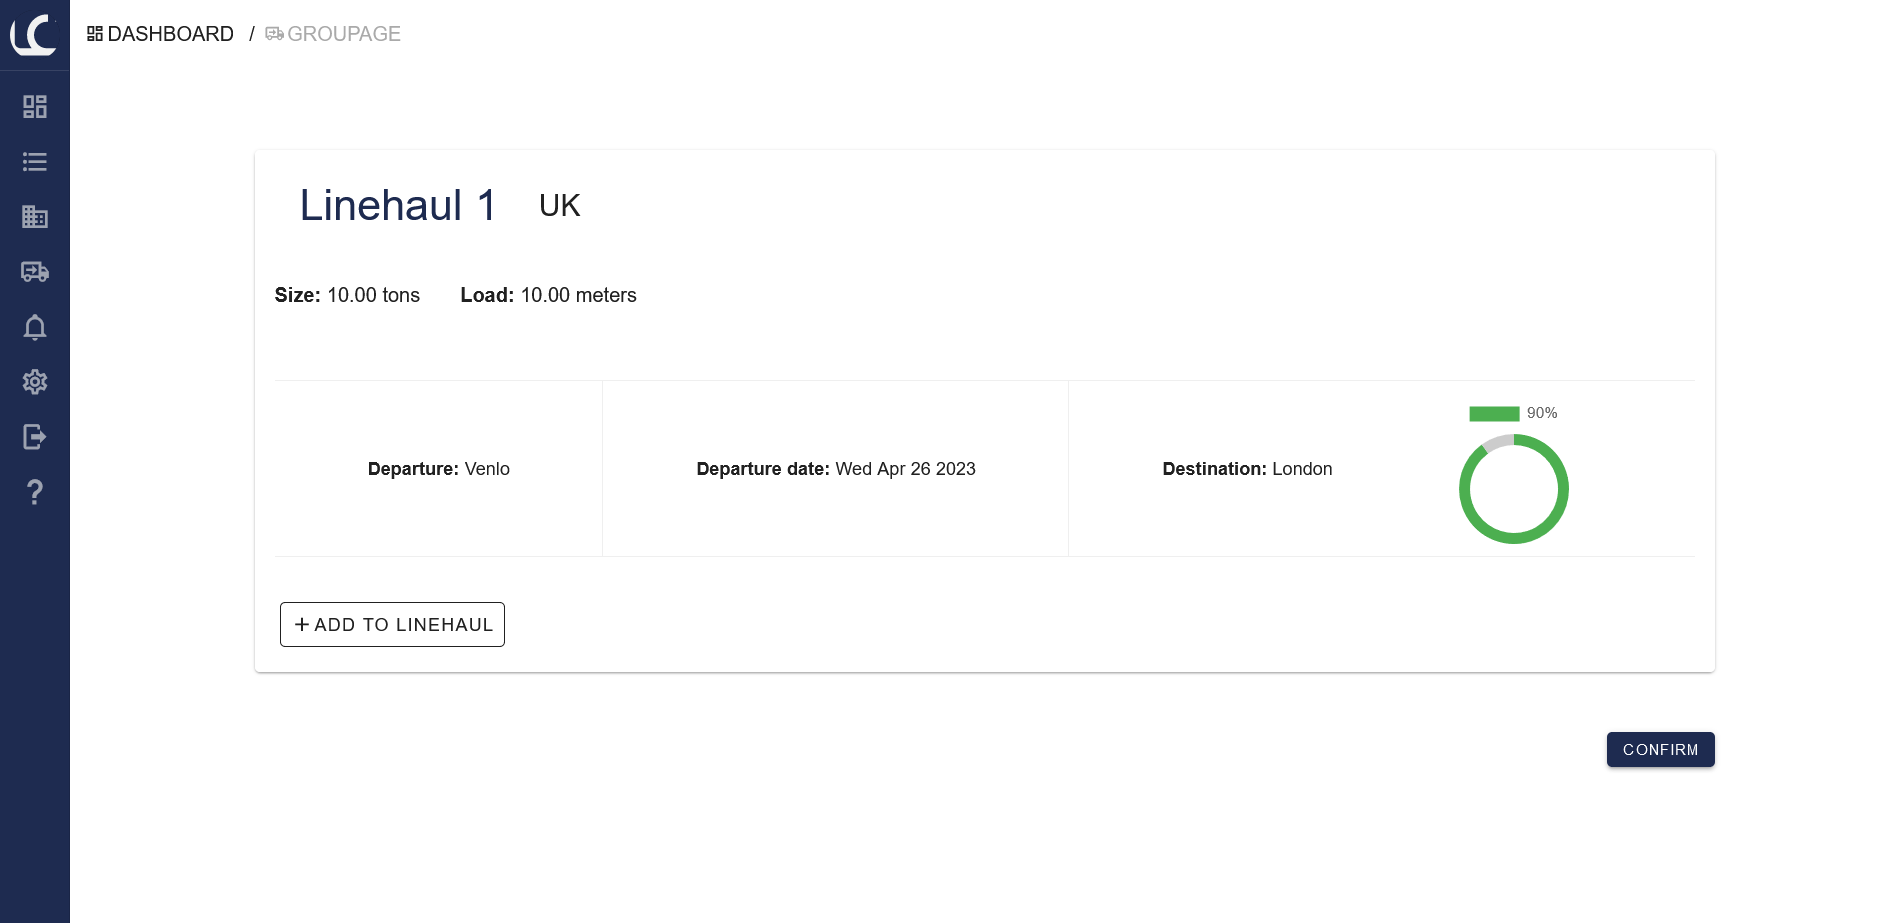 DASHBOARD / GROUPAGE
Linehaul 1 UK
Size: 10.00 tons Load: 10.00 meters
90%
Departure: Venlo Departure date: Wed Apr 26 2023 Destination: London
+ ADD TO LINEHAUL
CONFIRM